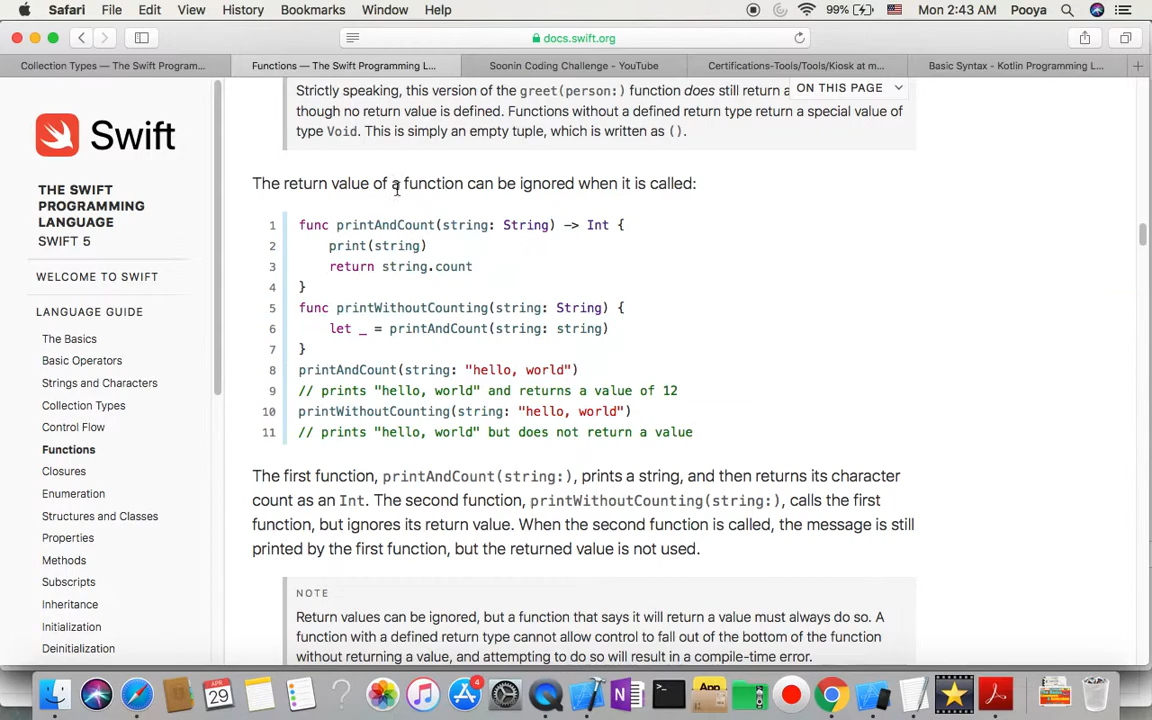 Safari File Edit View History Bookmarks Window Help 99% Mon 2:43 AM Pooya
docs.swift.org
Collection Types — The Swift Program... Functions — The Swift Programming L... Soonin Coding Challenge - YouTube Certifications-Tools/Tools/Kiosk at m... Basic Syntax - Kotlin Programming L...
Swift
THE SWIFT
PROGRAMMING
LANGUAGE
SWIFT 5
WELCOME TO SWIFT
LANGUAGE GUIDE
The Basics
Basic Operators
Strings and Characters
Collection Types
Control Flow
Functions
Closures
Enumeration
Structures and Classes
Properties
Methods
Subscripts
Inheritance
Initialization
Deinitialization
ON THIS PAGE
Strictly speaking, this version of the greet(person:) function does still return a
though no return value is defined. Functions without a defined return type return a special value of
type Void. This is simply an empty tuple, which is written as ().
The return value of a function can be ignored when it is called:
1 func printAndCount(string: String) -> Int {
2 print(string)
3 return string.count
4 }
5 func printWithoutCounting(string: String) {
6 let _ = printAndCount(string: string)
7 }
8 printAndCount(string: "hello, world")
9 // prints "hello, world" and returns a value of 12
10 printWithoutCounting(string: "hello, world")
11 // prints "hello, world" but does not return a value
The first function, printAndCount(string:), prints a string, and then returns its character
count as an Int. The second function, printWithoutCounting(string:), calls the first
function, but ignores its return value. When the second function is called, the message is still
printed by the first function, but the returned value is not used.
NOTE
Return values can be ignored, but a function that says it will return a value must always do so. A
function with a defined return type cannot allow control to fall out of the bottom of the function
without returning a value, and attempting to do so will result in a compile-time error.
APR
29
4
App